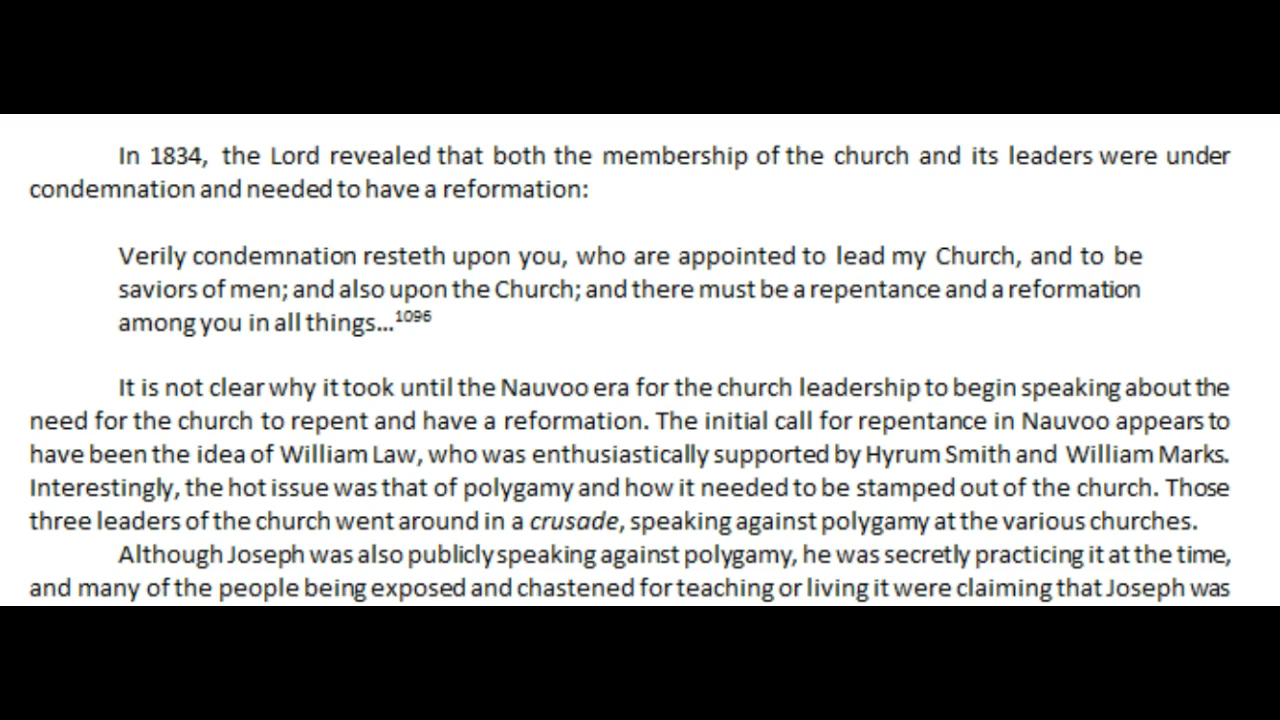 In 1834, the Lord revealed that both the membership of the church and its leaders were under
condemnation and needed to have a reformation:
Verily condemnation resteth upon you, who are appointed to lead my Church, and to be
saviors of men; and also upon the Church; and there must be a repentance and a reformation
among you in all things...1096
It is not clear why it took until the Nauvoo era for the church leadership to begin speaking about the
need for the church to repent and have a reformation. The initial call for repentance in Nauvoo appears to
have been the idea of William Law, who was enthusiastically supported by Hyrum Smith and William Marks.
Interestingly, the hot issue was that of polygamy and how it needed to be stamped out of the church. Those
three leaders of the church went around in a crusade, speaking against polygamy at the various churches.
Although Joseph was also publicly speaking against polygamy, he was secretly practicing it at the time,
and many of the people being exposed and chastened for teaching or living it were claiming that Joseph was